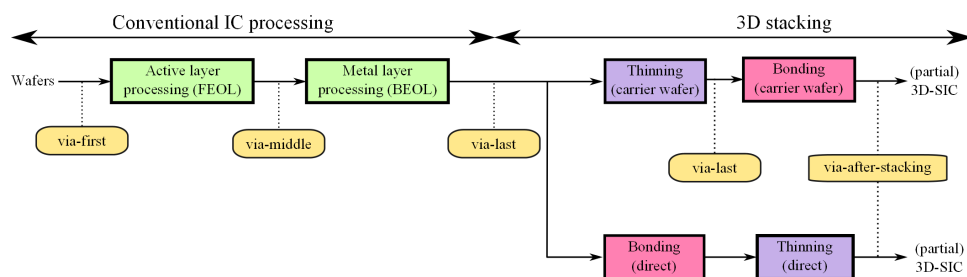 Conventional IC processing
3D stacking
Wafers
Active layer
processing (FEOL)
Metal layer
processing (BEOL)
Thinning
(carrier wafer)
Bonding
(carrier wafer)
(partial)
3D-SIC
via-first
via-middle
via-last
via-last
via-after-stacking
Bonding
(direct)
Thinning
(direct)
(partial)
3D-SIC